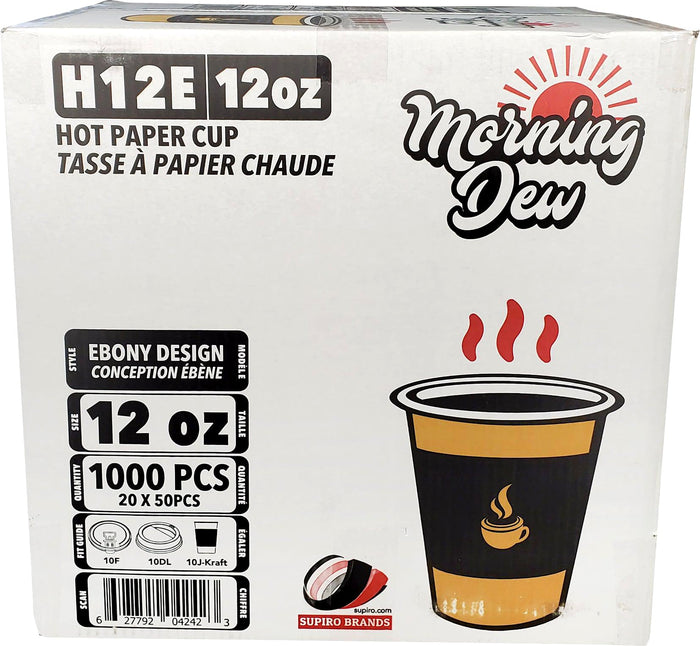 H12E 12oz
HOT PAPER CUP
TASSE À PAPIER CHAUDE
Morning
Dew
STYLE
EBONY DESIGN
CONCEPTION ÉBÈNE
MODÈLE
SIZE
12 oz
TAILLE
QUANTITY
1000 PCS
20 X 50PCS
QUANTITÉ
FIT GUIDE
10F 10DL 10J-Kraft
ÉGALER
SCAN
6 27792 04242 3
CHIFFRE
supiro.com
SUPIRO BRANDS